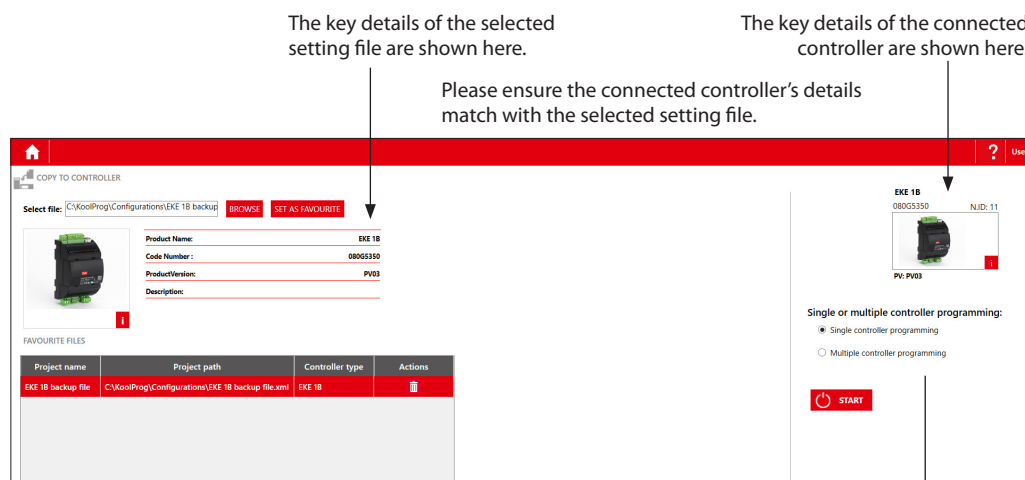 The key details of the selected
setting file are shown here.
The key details of the connected
controller are shown here
Please ensure the connected controller’s details
match with the selected setting file.
? Use
COPY TO CONTROLLER
Select file: C:\KoolProg\Configurations\EKE 1B backup BROWSE SET AS FAVOURITE
Product Name: EKE 1B
Code Number : 080G5350
ProductVersion: PV03
Description:
i
FAVOURITE FILES
Project name Project path Controller type Actions
EKE 1B backup file C:\KoolProg\Configurations\EKE 1B backup file.xml EKE 1B
EKE 1B
080G5350 N.ID: 11
i
PV: PV03
Single or multiple controller programming:
Single controller programming
Multiple controller programming
START